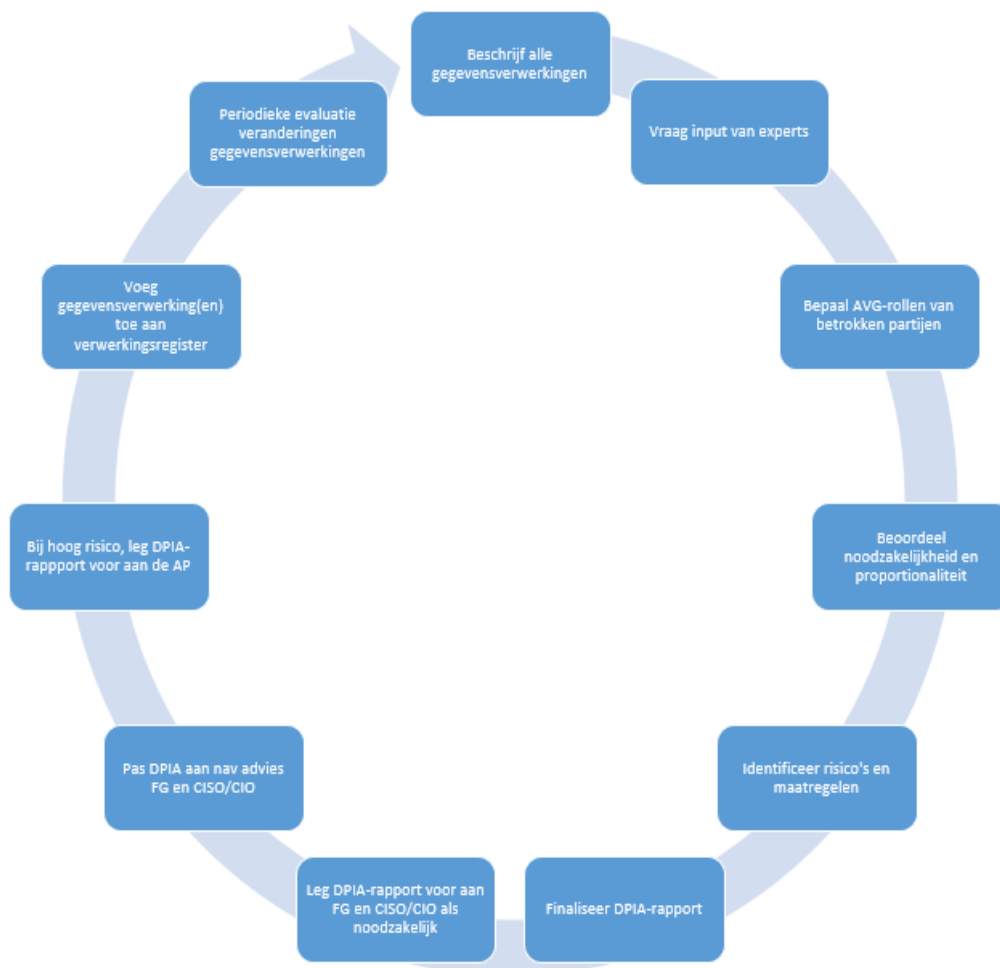 Beschrijf alle
gegevensverwerkingen
Vraag input van experts
Bepaal AVG-rollen van
betrokken partijen
Beoordeel
noodzakelijkheid en
proportionaliteit
Identificeer risico's en
maatregelen
Finaliseer DPIA-rapport
Leg DPIA-rapport voor aan
FG en CISO/CIO als
noodzakelijk
Pas DPIA aan nav advies
FG en CISO/CIO
Bij hoog risico, leg DPIA-
rappport voor aan de AP
Voeg
gegevensverwerking(en)
toe aan
verwerkingsregister
Periodieke evaluatie
veranderingen
gegevensverwerkingen